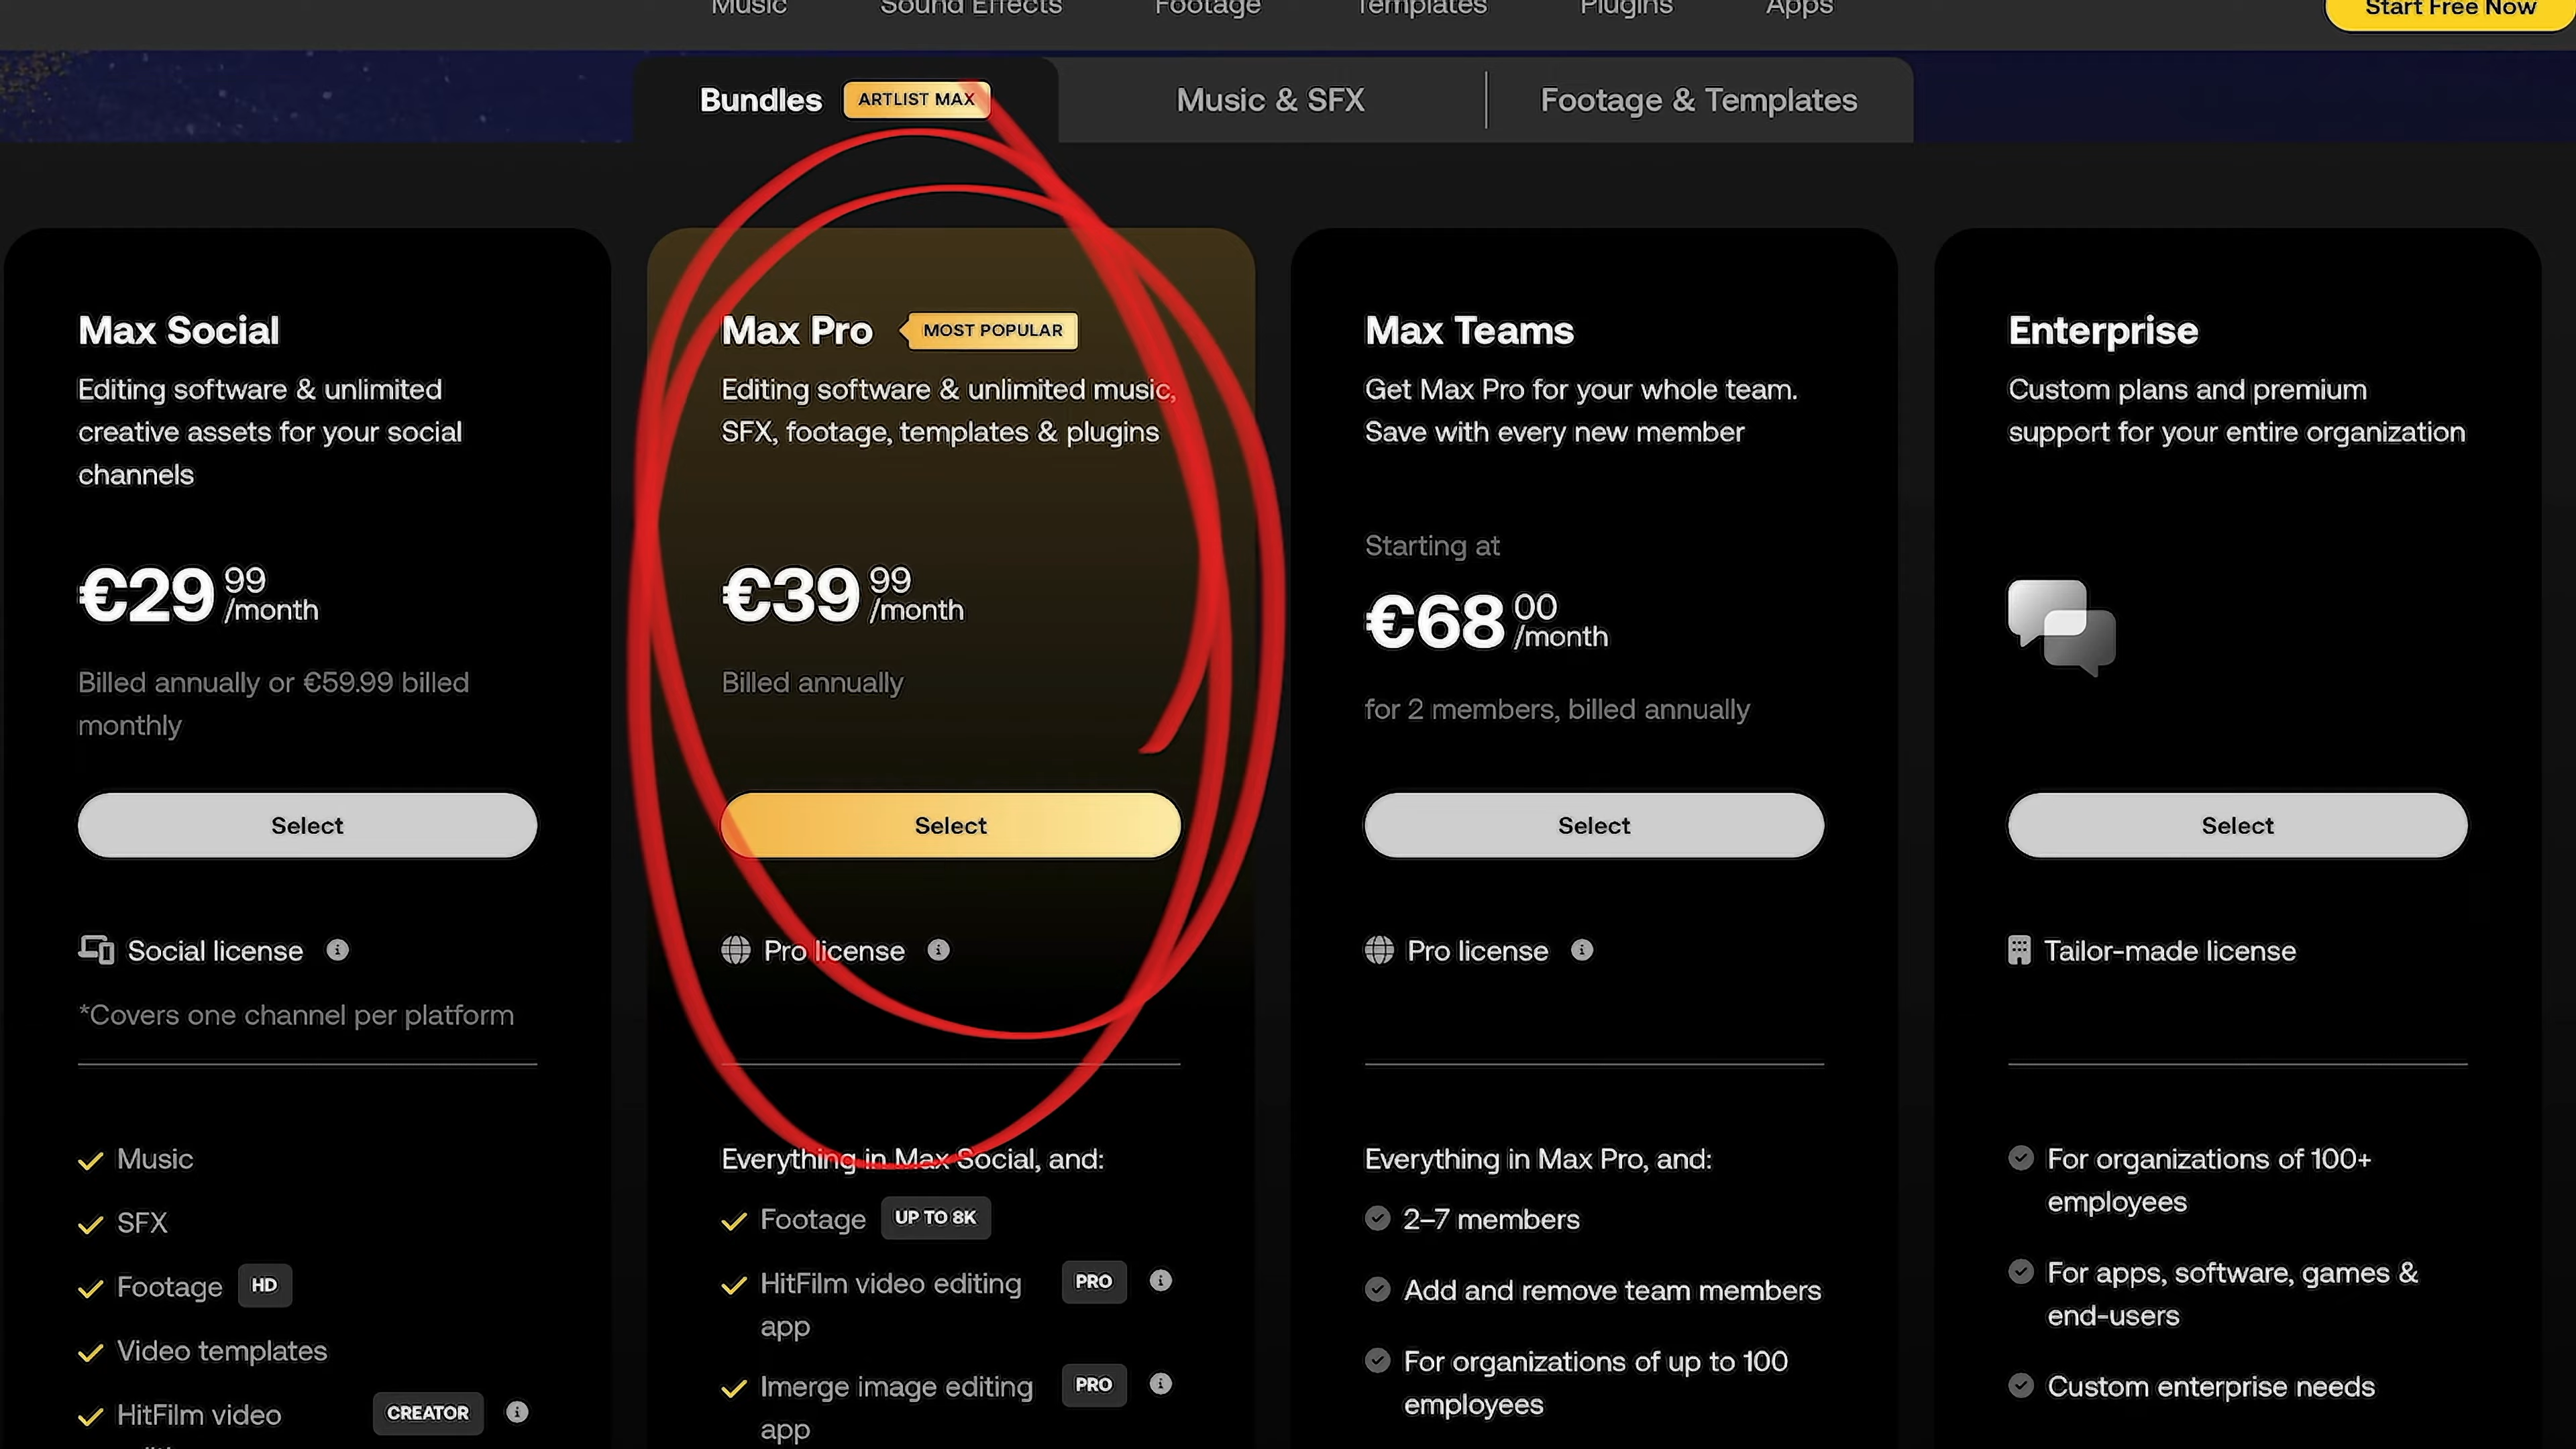 Music
Sound Effects
Footage
Templates
Plugins
Apps
Start Free Now
Bundles ARTLIST MAX
Music & SFX
Footage & Templates
Max Social
Editing software & unlimited
creative assets for your social
channels
€29 99
/month
Billed annually or €59.99 billed
monthly
Select
Social license
*Covers one channel per platform
Music
SFX
Footage HD
Video templates
HitFilm video CREATOR
Max Pro MOST POPULAR
Editing software & unlimited music,
SFX, footage, templates & plugins
€39 99
/month
Billed annually
Select
Pro license
Everything in Max Social, and:
Footage UP TO 8K
HitFilm video editing PRO
app
Imerge image editing PRO
app
Max Teams
Get Max Pro for your whole team.
Save with every new member
Starting at
€68 00
/month
for 2 members, billed annually
Select
Pro license
Everything in Max Pro, and:
2–7 members
Add and remove team members
For organizations of up to 100
employees
Enterprise
Custom plans and premium
support for your entire organization
Select
Tailor-made license
For organizations of 100+
employees
For apps, software, games &
end-users
Custom enterprise needs